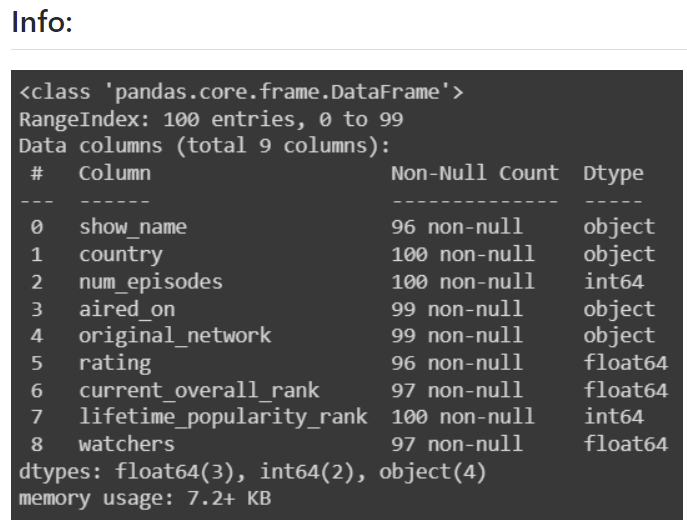 Info:
<class 'pandas.core.frame.DataFrame'>
RangeIndex: 100 entries, 0 to 99
Data columns (total 9 columns):
 #   Column                    Non-Null Count  Dtype
---  ------                    --------------  -----
 0   show_name                 96 non-null     object
 1   country                   100 non-null    object
 2   num_episodes              100 non-null    int64
 3   aired_on                  99 non-null     object
 4   original_network          99 non-null     object
 5   rating                    96 non-null     float64
 6   current_overall_rank      97 non-null     float64
 7   lifetime_popularity_rank  100 non-null    int64
 8   watchers                  97 non-null     float64
dtypes: float64(3), int64(2), object(4)
memory usage: 7.2+ KB